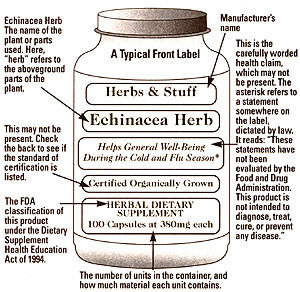 Echinacea Herb
The name of the
plant or parts
used. Here,
"herb" refers to
the aboveground
parts of the
plant.
This may not be
present. Check
the back to see if
the standard of
certification is
listed.
The FDA
classification of
this product
under the Dietary
Supplement
Health Education
Act of 1994.
A Typical Front Label
Herbs & Stuff
Echinacea Herb
Helps General Well-Being
During the Cold and Flu Season*
Certified Organically Grown
HERBAL DIETARY
SUPPLEMENT
100 Capsules at 380mg each
The number of units in the container, and
how much material each unit contains.
Manufacturer's
name
This is the
carefully worded
health claim,
which may
not be present.
The asterisk refers
to a statement
somewhere on
the label,
dictated by law.
It reads: "These
statements have
not been
evaluated by the
Food and Drug
Administration.
This product is
not intended to
diagnose, treat,
cure, or prevent
any disease."